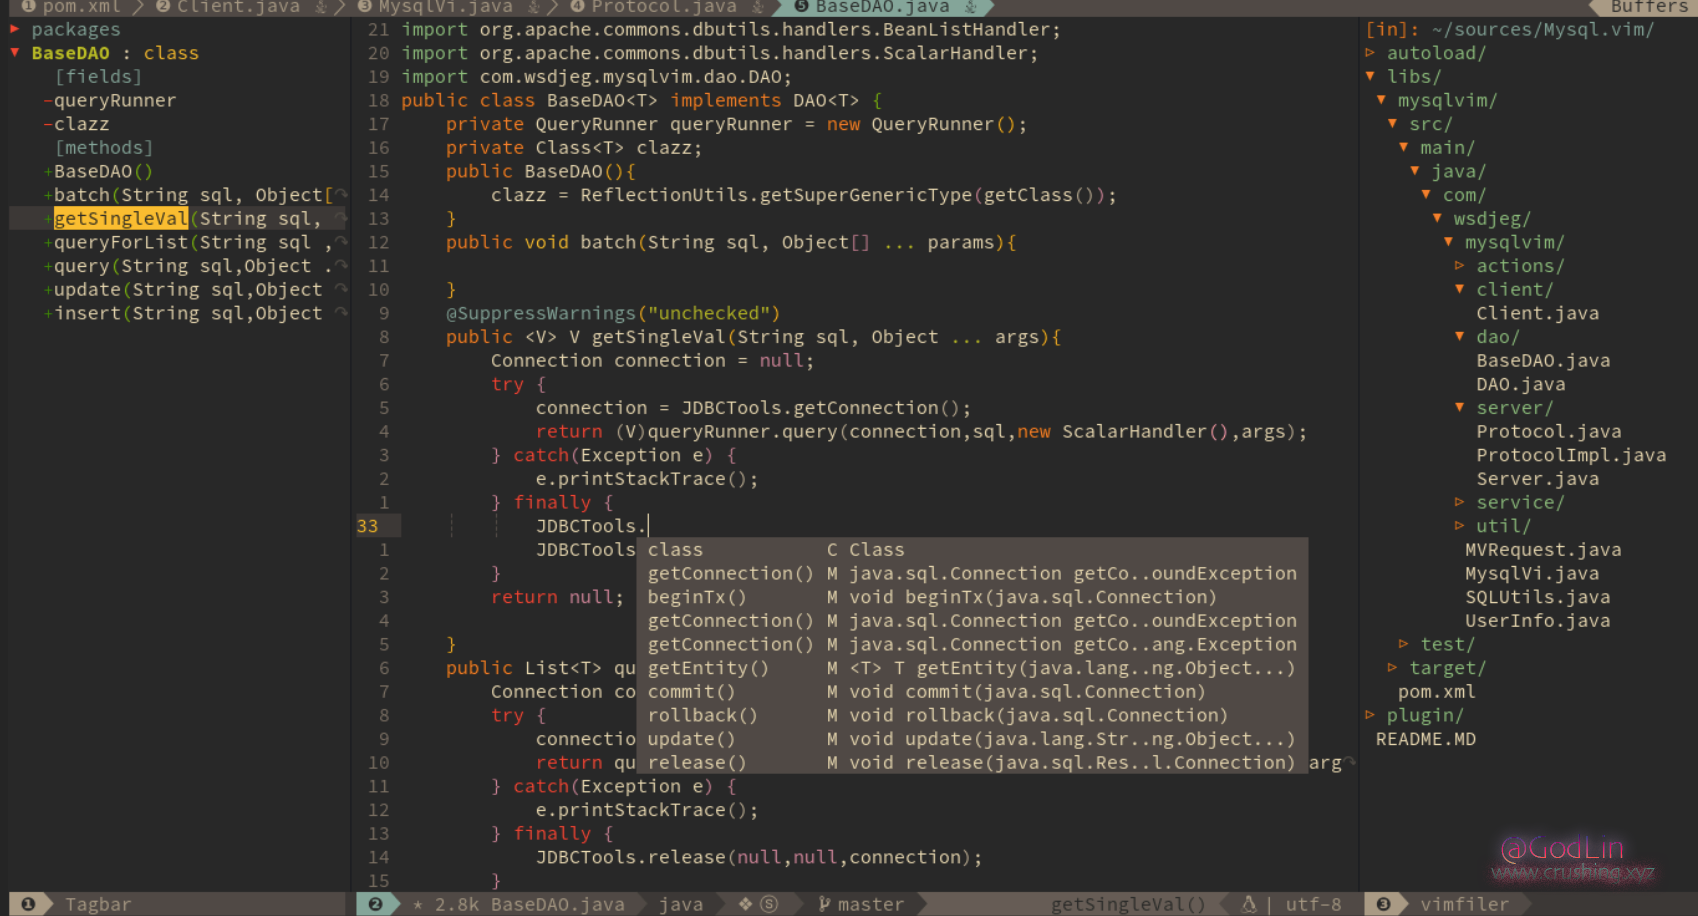 ❶ pom.xml ❷ Client.java ❸ MysqlVi.java ❹ Protocol.java ❺ BaseDAO.java Buffers
▶ packages
▼ BaseDAO : class
[fields]
-queryRunner
-clazz
[methods]
+BaseDAO()
+batch(String sql, Object[
+getSingleVal(String sql,
+queryForList(String sql ,
+query(String sql,Object .
+update(String sql,Object
+insert(String sql,Object
21 import org.apache.commons.dbutils.handlers.BeanListHandler;
20 import org.apache.commons.dbutils.handlers.ScalarHandler;
19 import com.wsdjeg.mysqlvim.dao.DAO;
18 public class BaseDAO<T> implements DAO<T> {
17 private QueryRunner queryRunner = new QueryRunner();
16 private Class<T> clazz;
15 public BaseDAO(){
14 clazz = ReflectionUtils.getSuperGenericType(getClass());
13 }
12 public void batch(String sql, Object[] ... params){
11
10 }
9 @SuppressWarnings("unchecked")
8 public <V> V getSingleVal(String sql, Object ... args){
7 Connection connection = null;
6 try {
5 connection = JDBCTools.getConnection();
4 return (V)queryRunner.query(connection,sql,new ScalarHandler(),args);
3 } catch(Exception e) {
2 e.printStackTrace();
1 } finally {
33 JDBCTools.
1 JDBCTools class C Class
2 } getConnection() M java.sql.Connection getCo..oundException
3 return null; beginTx() M void beginTx(java.sql.Connection)
4 getConnection() M java.sql.Connection getCo..oundException
5 } getConnection() M java.sql.Connection getCo..ang.Exception
6 public List<T> qu getEntity() M <T> T getEntity(java.lang..ng.Object...)
7 Connection co commit() M void commit(java.sql.Connection)
8 try { rollback() M void rollback(java.sql.Connection)
9 connectio update() M void update(java.lang.Str..ng.Object...)
10 return qu release() M void release(java.sql.Res..l.Connection) arg
11 } catch(Exception e) {
12 e.printStackTrace();
13 } finally {
14 JDBCTools.release(null,null,connection);
15 }
[in]: ~/sources/Mysql.vim/
▷ autoload/
▼ libs/
▼ mysqlvim/
▼ src/
▼ main/
▼ java/
▼ com/
▼ wsdjeg/
▼ mysqlvim/
▷ actions/
▼ client/
Client.java
▼ dao/
BaseDAO.java
DAO.java
▼ server/
Protocol.java
ProtocolImpl.java
Server.java
▷ service/
▷ util/
MVRequest.java
MysqlVi.java
SQLUtils.java
UserInfo.java
▷ test/
▷ target/
pom.xml
▷ plugin/
README.MD
@GodLin
www.crushing.xyz
❶ Tagbar ❷ * 2.8k BaseDAO.java java ❖ Ⓢ master getSingleVal() | utf-8 ❸ vimfiler